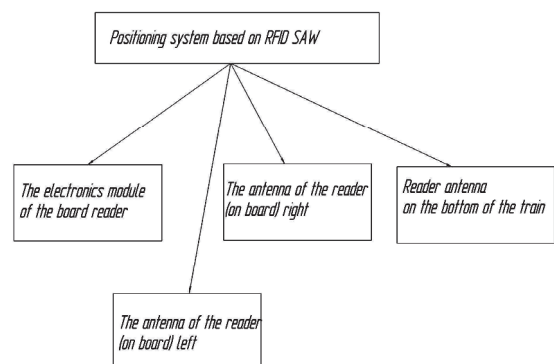 Positioning system based on RFID SAW
The electronics module
of the board reader
The antenna of the reader
(on board) right
Reader antenna
on the bottom of the train
The antenna of the reader
(on board) left